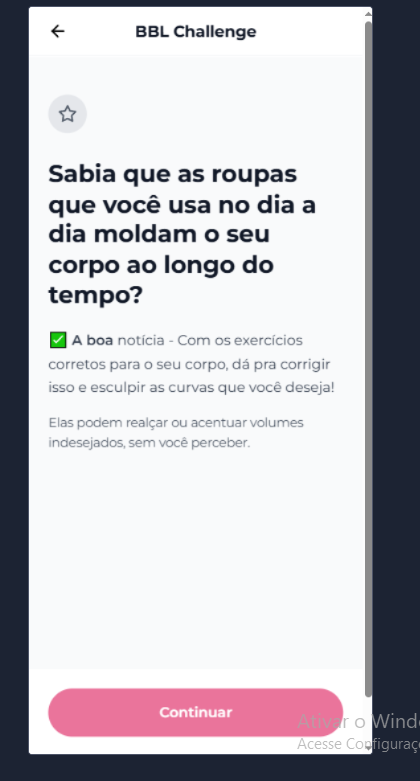 BBL Challenge
Sabia que as roupas
que você usa no dia a
dia moldam o seu
corpo ao longo do
tempo?
✅ A boa notícia - Com os exercícios
corretos para o seu corpo, dá pra corrigir
isso e esculpir as curvas que você deseja!
Elas podem realçar ou acentuar volumes
indesejados, sem você perceber.
Continuar
Ativar o Windo
Acesse Configuraç